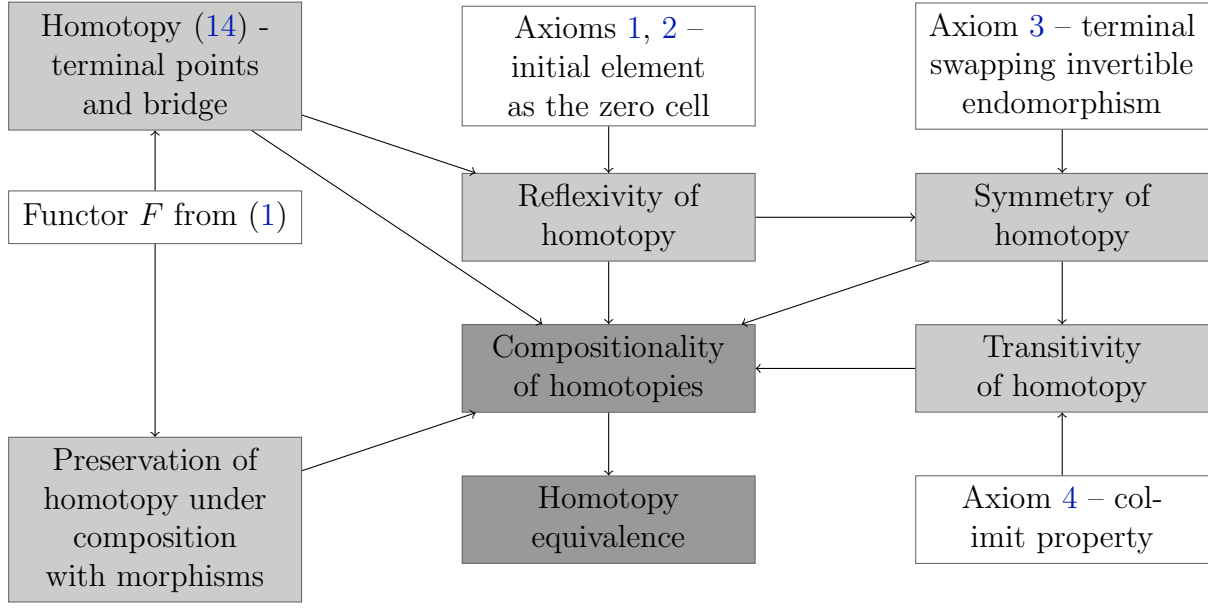 Homotopy (14) -
terminal points
and bridge
Axioms 1, 2 –
initial element
as the zero cell
Axiom 3 – terminal
swapping invertible
endomorphism
Functor F from (1)
Reflexivity of
homotopy
Symmetry of
homotopy
Compositionality
of homotopies
Transitivity
of homotopy
Preservation of
homotopy under
composition
with morphisms
Homotopy
equivalence
Axiom 4 – col-
imit property